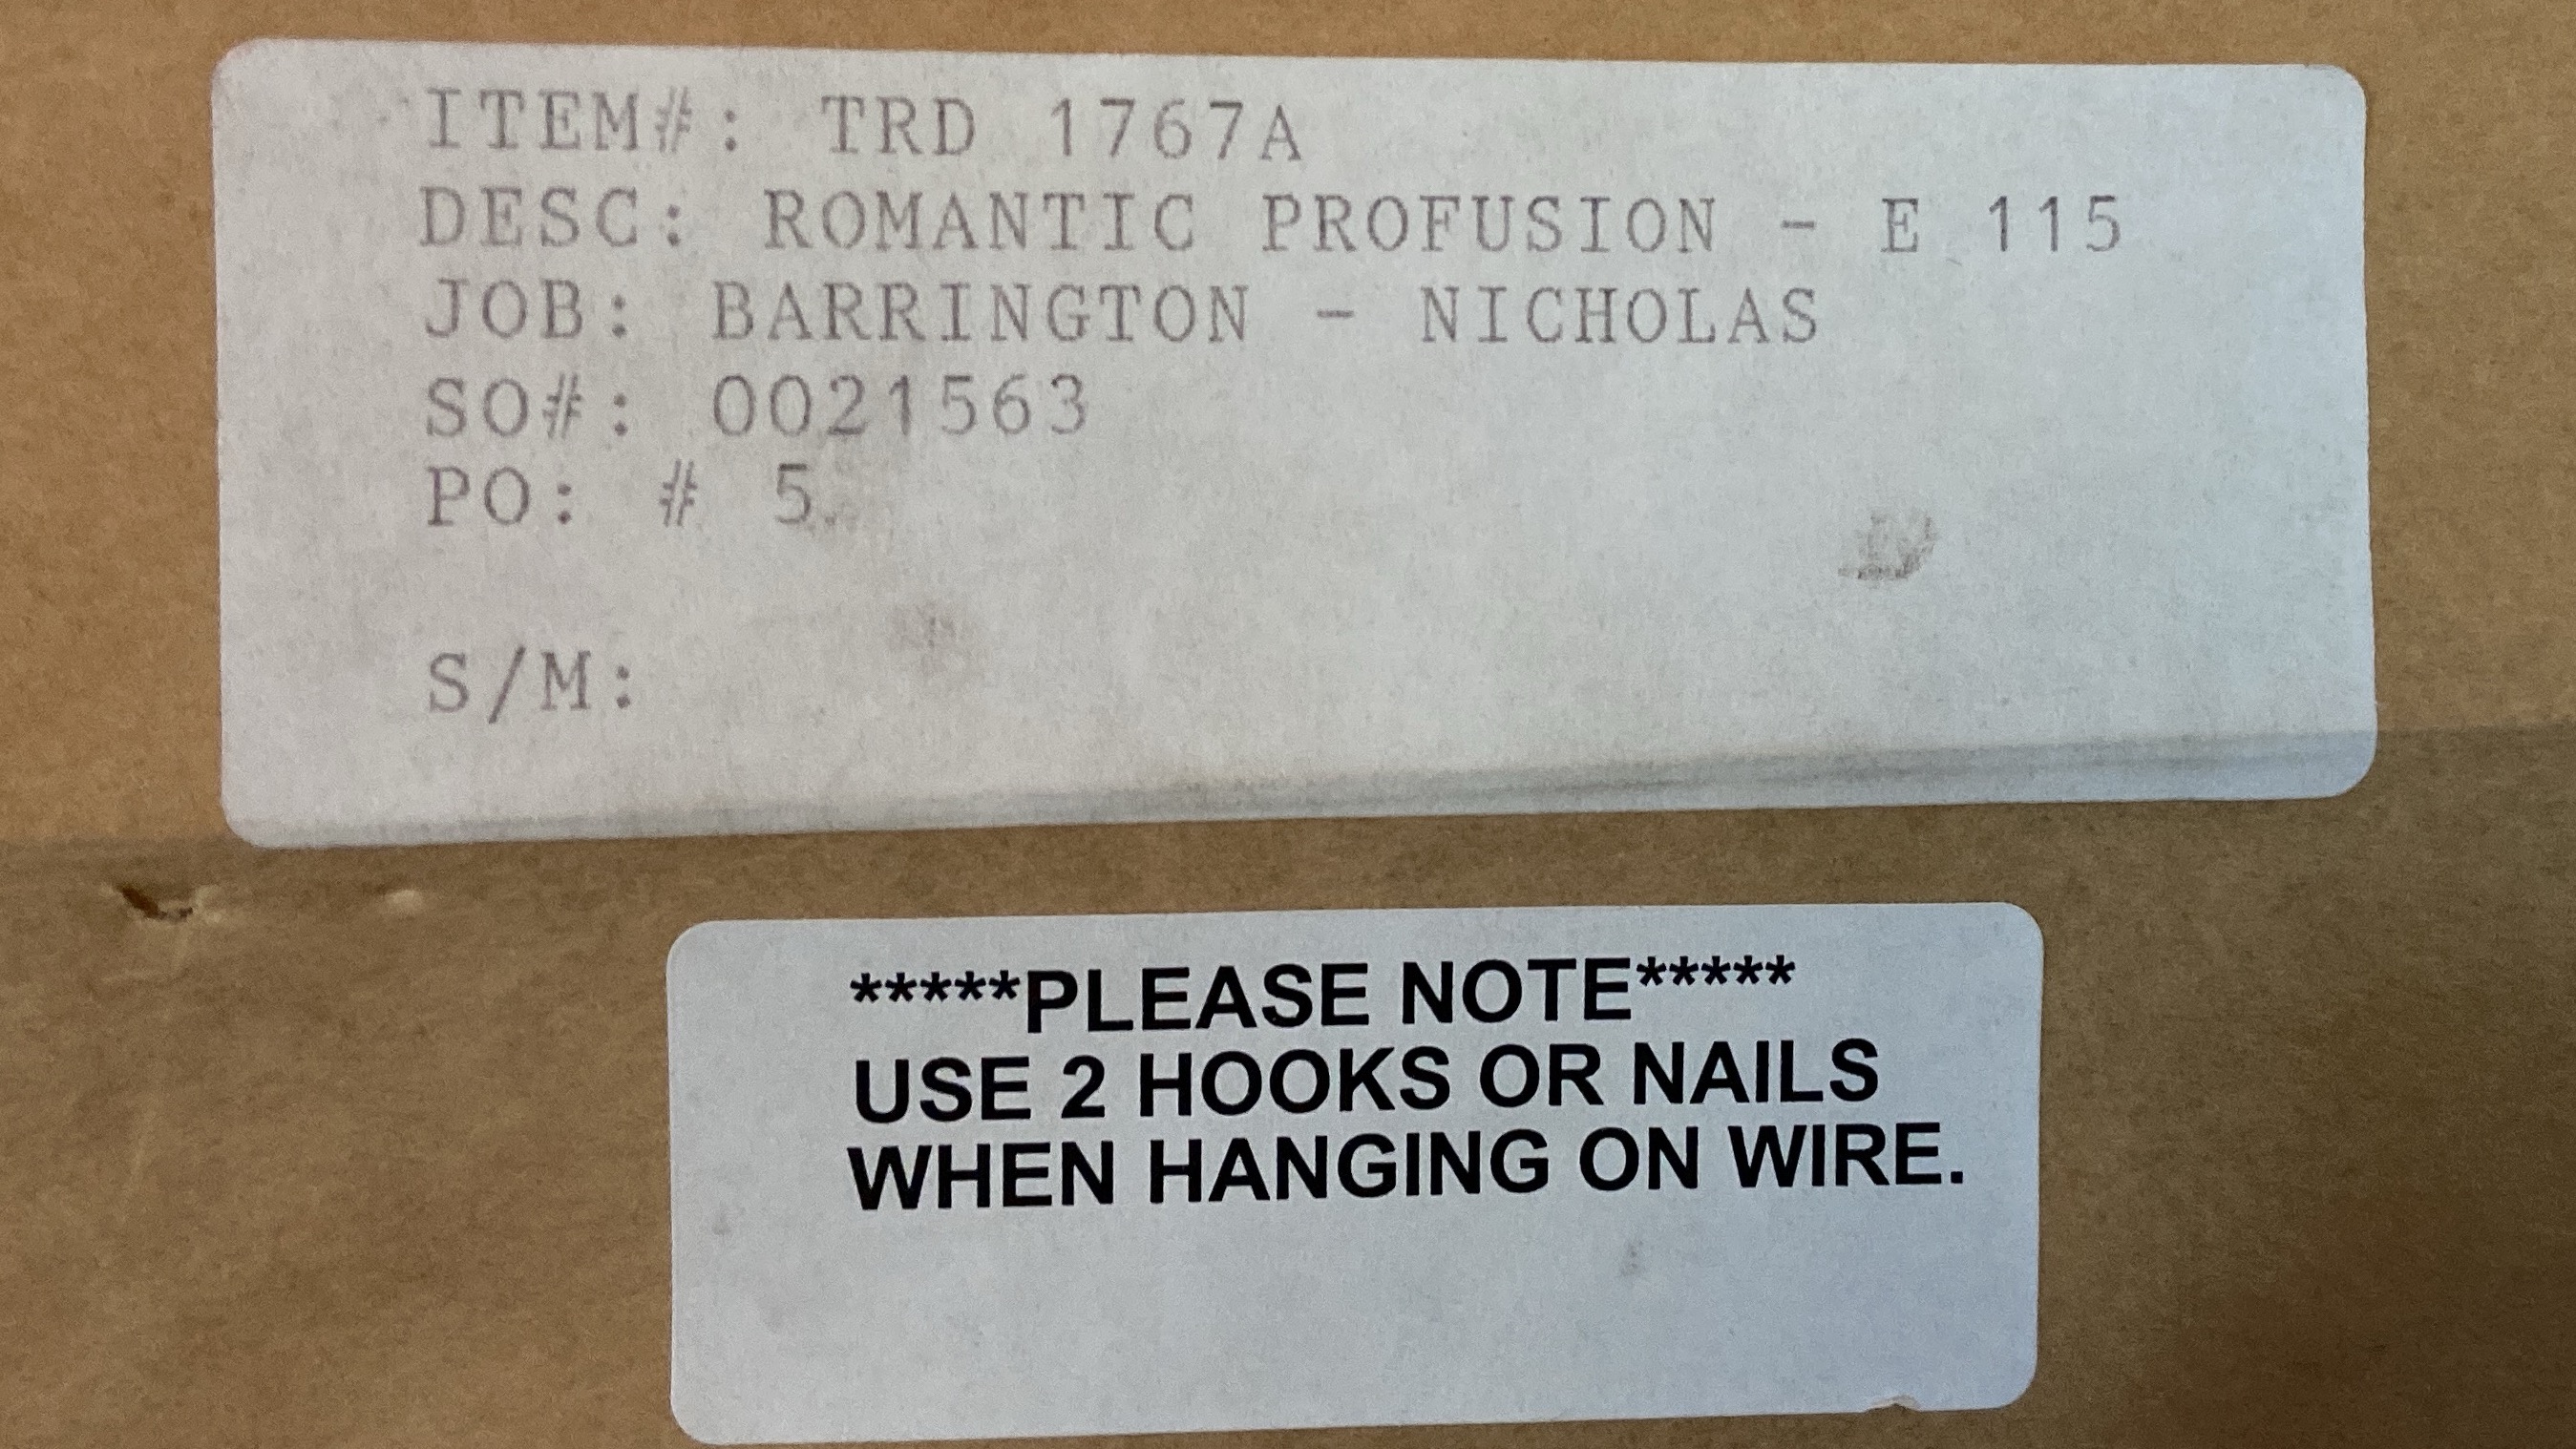 ITEM#: TRD 1767A
DESC: ROMANTIC PROFUSION - E 115
JOB: BARRINGTON - NICHOLAS
SO#: 0021563
PO: # 5
S/M:
*****PLEASE NOTE*****
USE 2 HOOKS OR NAILS
WHEN HANGING ON WIRE.